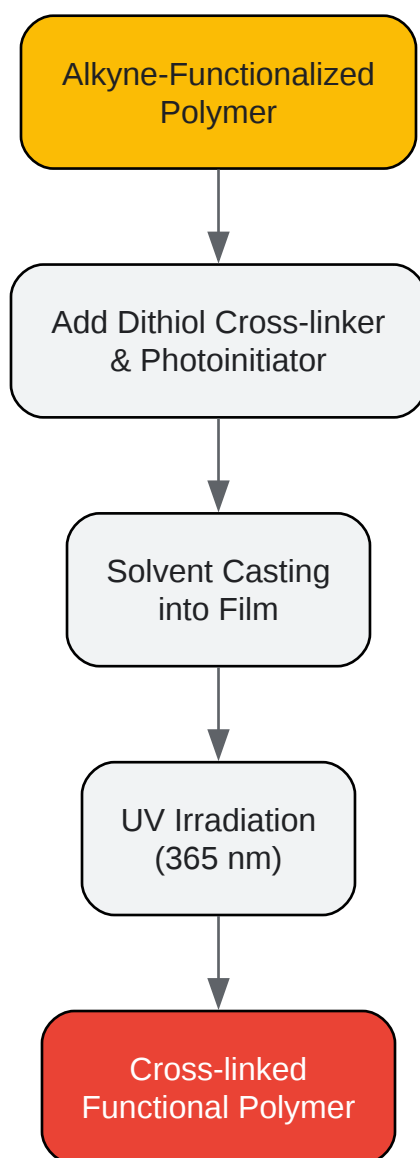 Alkyne-Functionalized
Polymer
Add Dithiol Cross-linker
& Photoinitiator
Solvent Casting
into Film
UV Irradiation
(365 nm)
Cross-linked
Functional Polymer